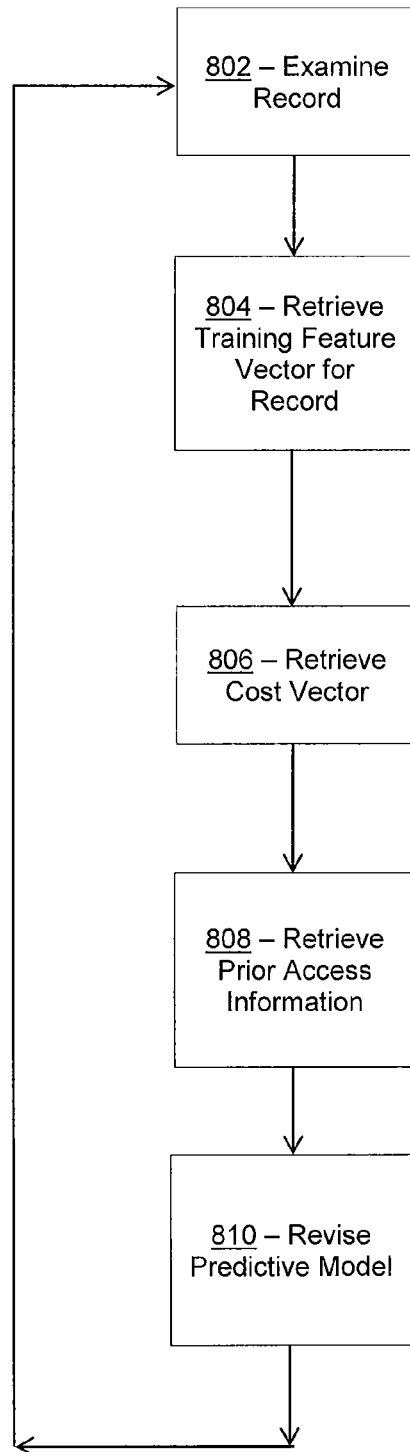 802 – Examine
Record
804 – Retrieve
Training Feature
Vector for
Record
806 – Retrieve
Cost Vector
808 – Retrieve
Prior Access
Information
810 – Revise
Predictive Model